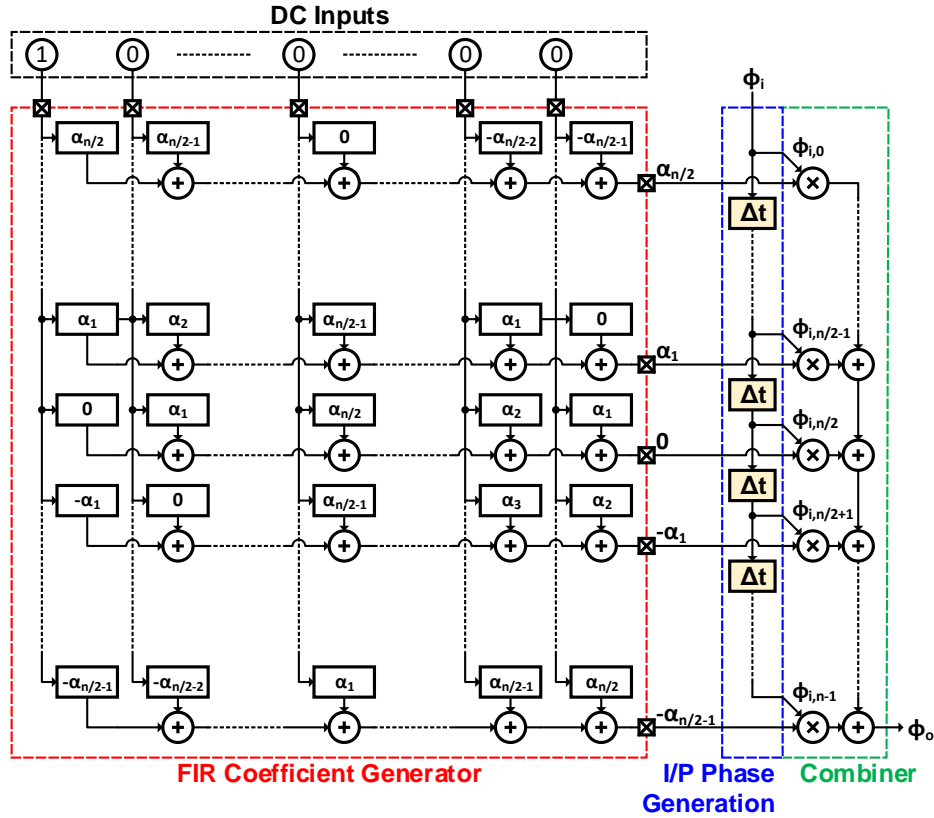 DC Inputs
1 0 0 0 0
ϕi
αn/2 αn/2-1 0 -αn/2-2 -αn/2-1
+ + + +
αn/2
ϕi,0
×
Δt
α1 α2 αn/2-1 α1 0
+ + + +
α1
ϕi,n/2-1
× +
Δt
0 α1 αn/2 α2 α1
+ + + +
0
ϕi,n/2
× +
Δt
-α1 0 αn/2-1 α3 α2
+ + + +
-α1
ϕi,n/2+1
× +
Δt
-αn/2-1 -αn/2-2 α1 αn/2-1 αn/2
+ + + +
-αn/2-1
ϕi,n-1
× +
ϕo
FIR Coefficient Generator
I/P Phase
Generation
Combiner